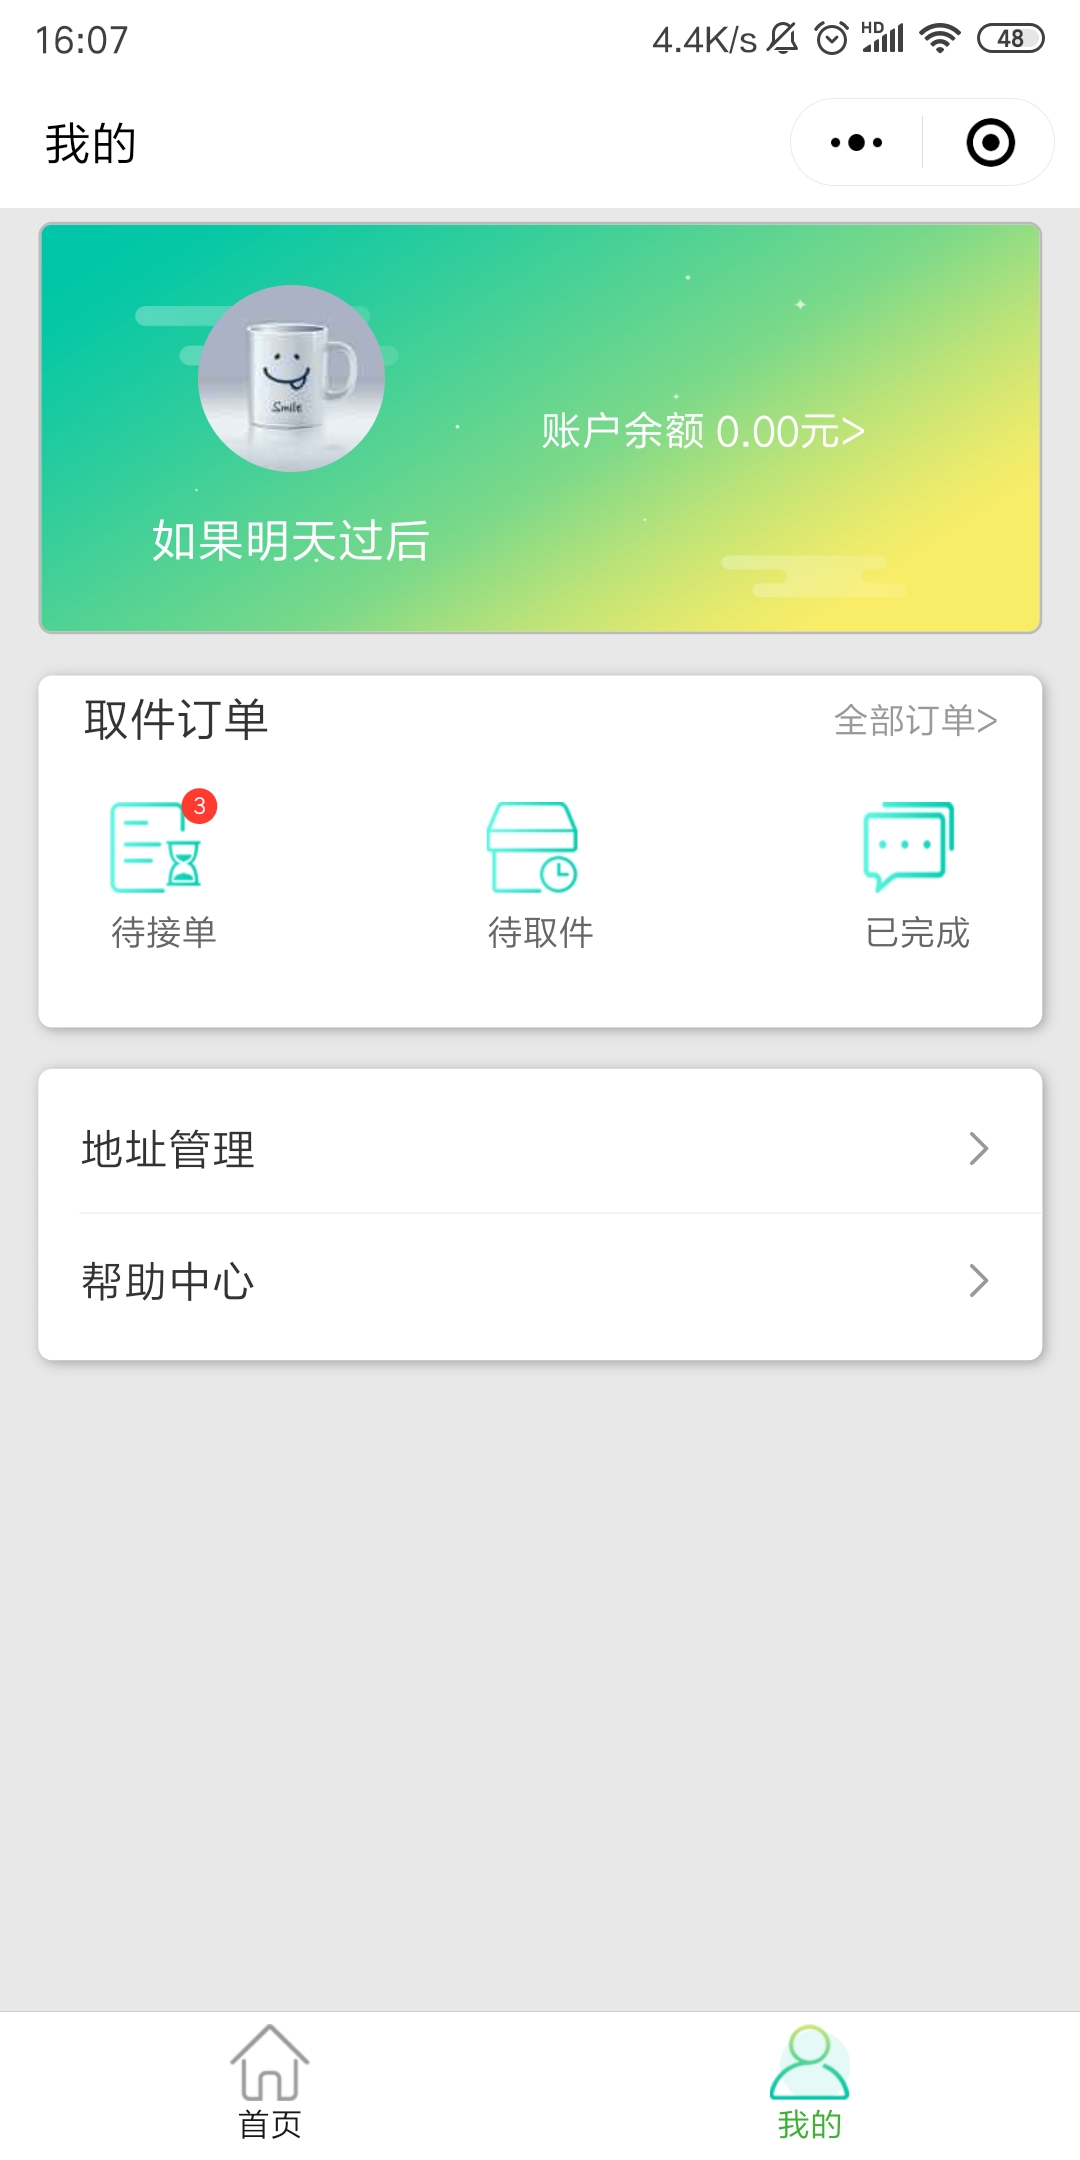 16:07 4.4K/s HD 48
我的
Smile
账户余额 0.00元>
如果明天过后
取件订单 全部订单>
3
待接单 待取件 已完成
地址管理
帮助中心
首页 我的